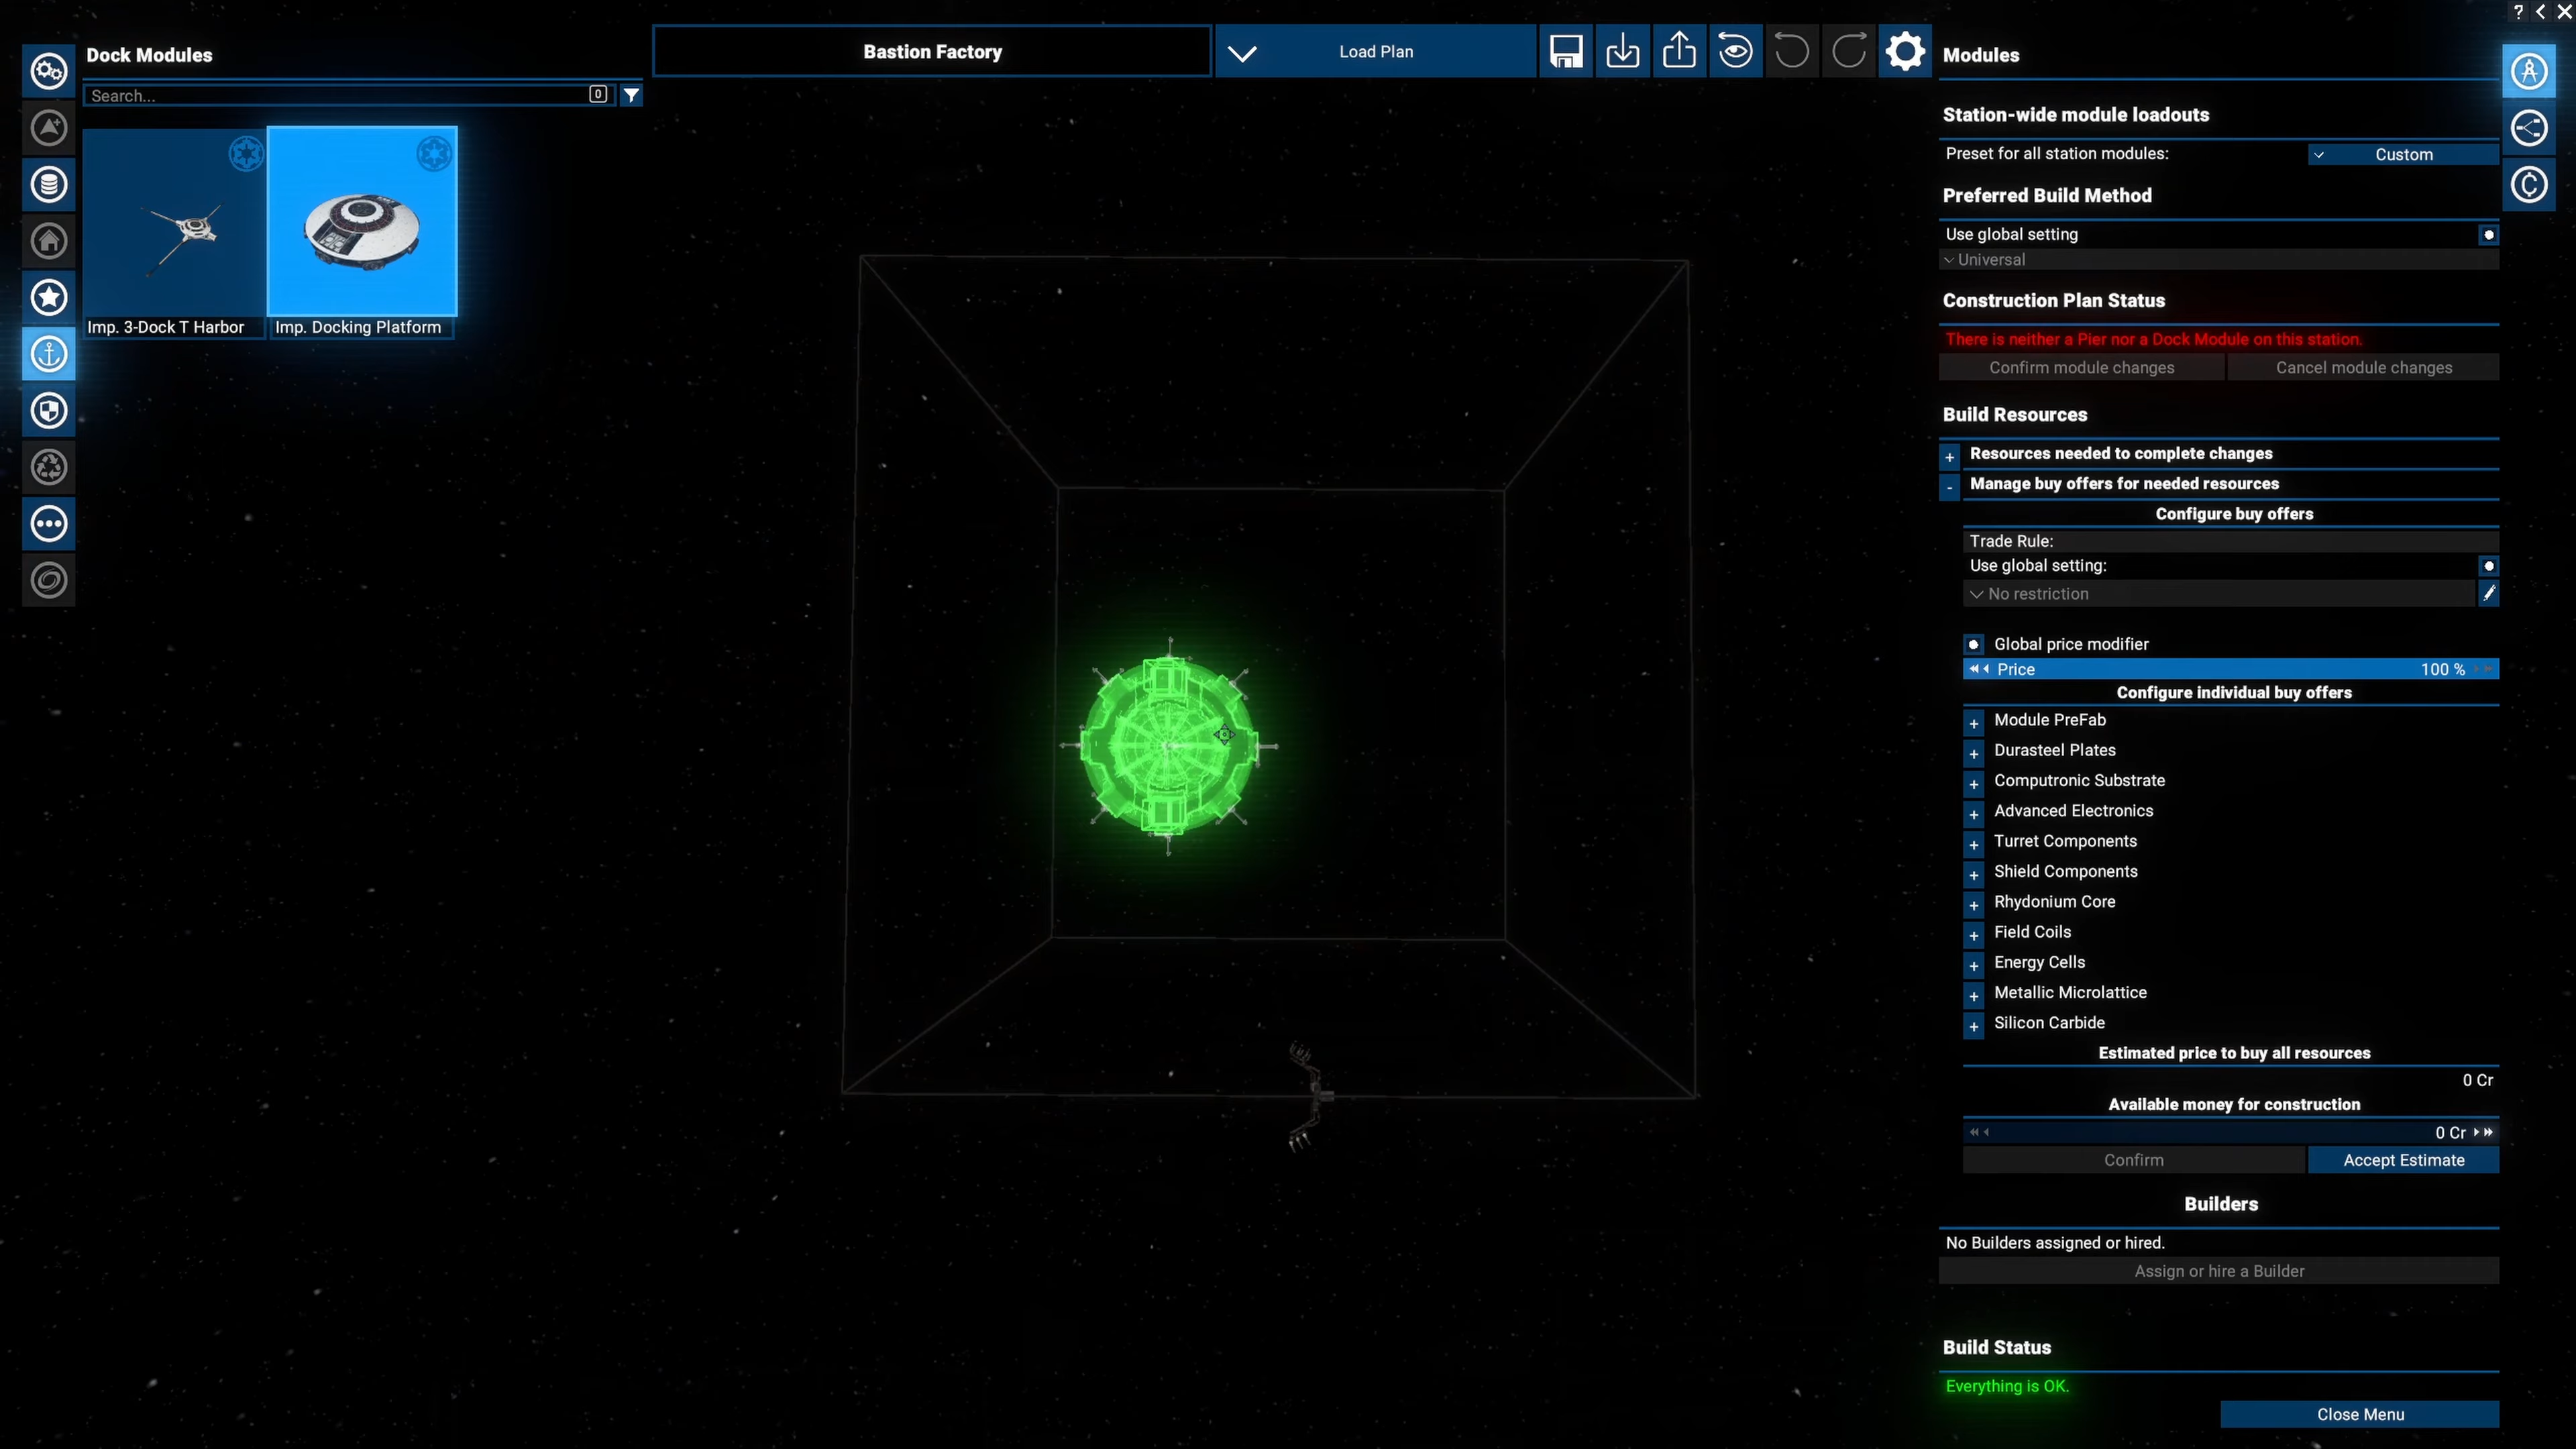 ? < X
Dock Modules
Search...
0
Imp. 3-Dock T Harbor
Imp. Docking Platform
Bastion Factory
Load Plan
Modules
Station-wide module loadouts
Preset for all station modules:
Custom
Preferred Build Method
Use global setting
Universal
Construction Plan Status
There is neither a Pier nor a Dock Module on this station.
Confirm module changes
Cancel module changes
Build Resources
+ Resources needed to complete changes
- Manage buy offers for needed resources
Configure buy offers
Trade Rule:
Use global setting:
No restriction
Global price modifier
Price 100 %
Configure individual buy offers
+ Module PreFab
+ Durasteel Plates
+ Computronic Substrate
+ Advanced Electronics
+ Turret Components
+ Shield Components
+ Rhydonium Core
+ Field Coils
+ Energy Cells
+ Metallic Microlattice
+ Silicon Carbide
Estimated price to buy all resources
0 Cr
Available money for construction
0 Cr
Confirm
Accept Estimate
Builders
No Builders assigned or hired.
Assign or hire a Builder
Build Status
Everything is OK.
Close Menu